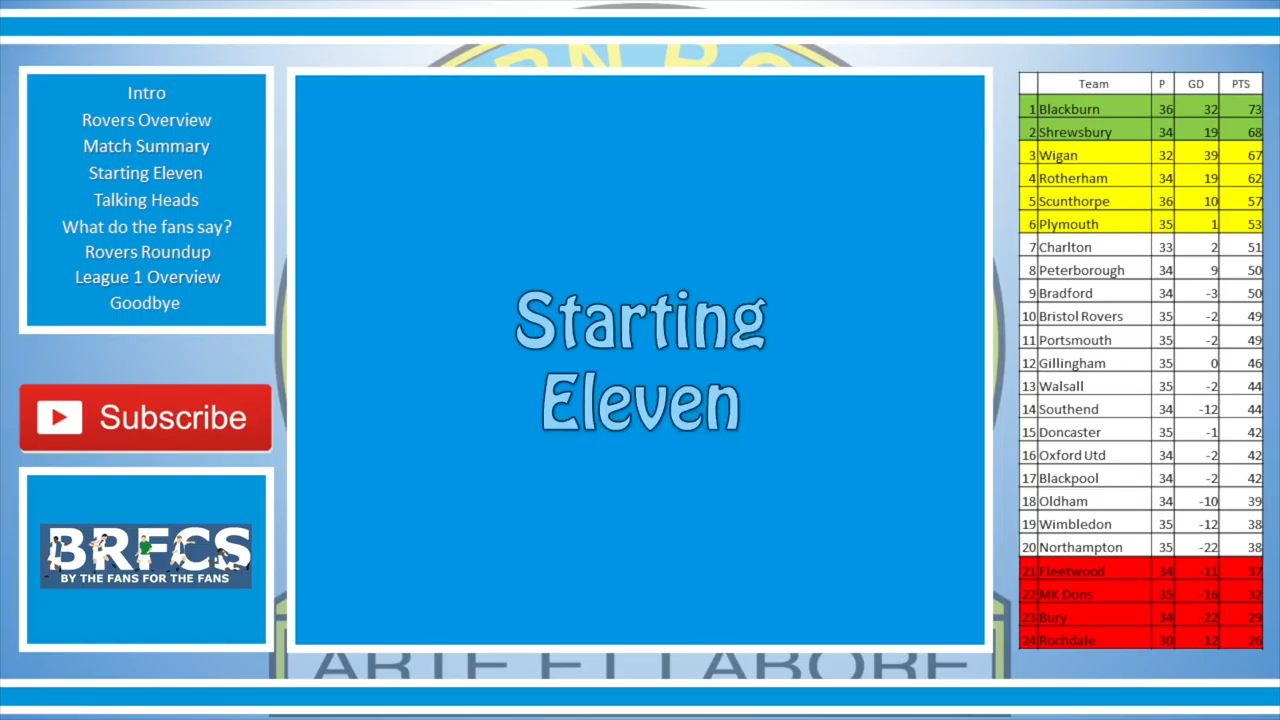 RN RO
Intro
Rovers Overview
Match Summary
Starting Eleven
Talking Heads
What do the fans say?
Rovers Roundup
League 1 Overview
Goodbye
Subscribe
BRFCS
BY THE FANS FOR THE FANS
Starting
Eleven
ARTE ET LABORE
Team P GD PTS
1 Blackburn 36 32 73
2 Shrewsbury 34 19 68
3 Wigan 32 39 67
4 Rotherham 34 19 62
5 Scunthorpe 36 10 57
6 Plymouth 35 1 53
7 Charlton 33 2 51
8 Peterborough 34 9 50
9 Bradford 34 -3 50
10 Bristol Rovers 35 -2 49
11 Portsmouth 35 -2 49
12 Gillingham 35 0 46
13 Walsall 35 -2 44
14 Southend 34 -12 44
15 Doncaster 35 -1 42
16 Oxford Utd 34 -2 42
17 Blackpool 34 -2 42
18 Oldham 34 -10 39
19 Wimbledon 35 -12 38
20 Northampton 35 -22 38
21 Fleetwood 34 -11 37
22 MK Dons 35 -16 32
23 Bury 34 -22 29
24 Rochdale 30 -12 26